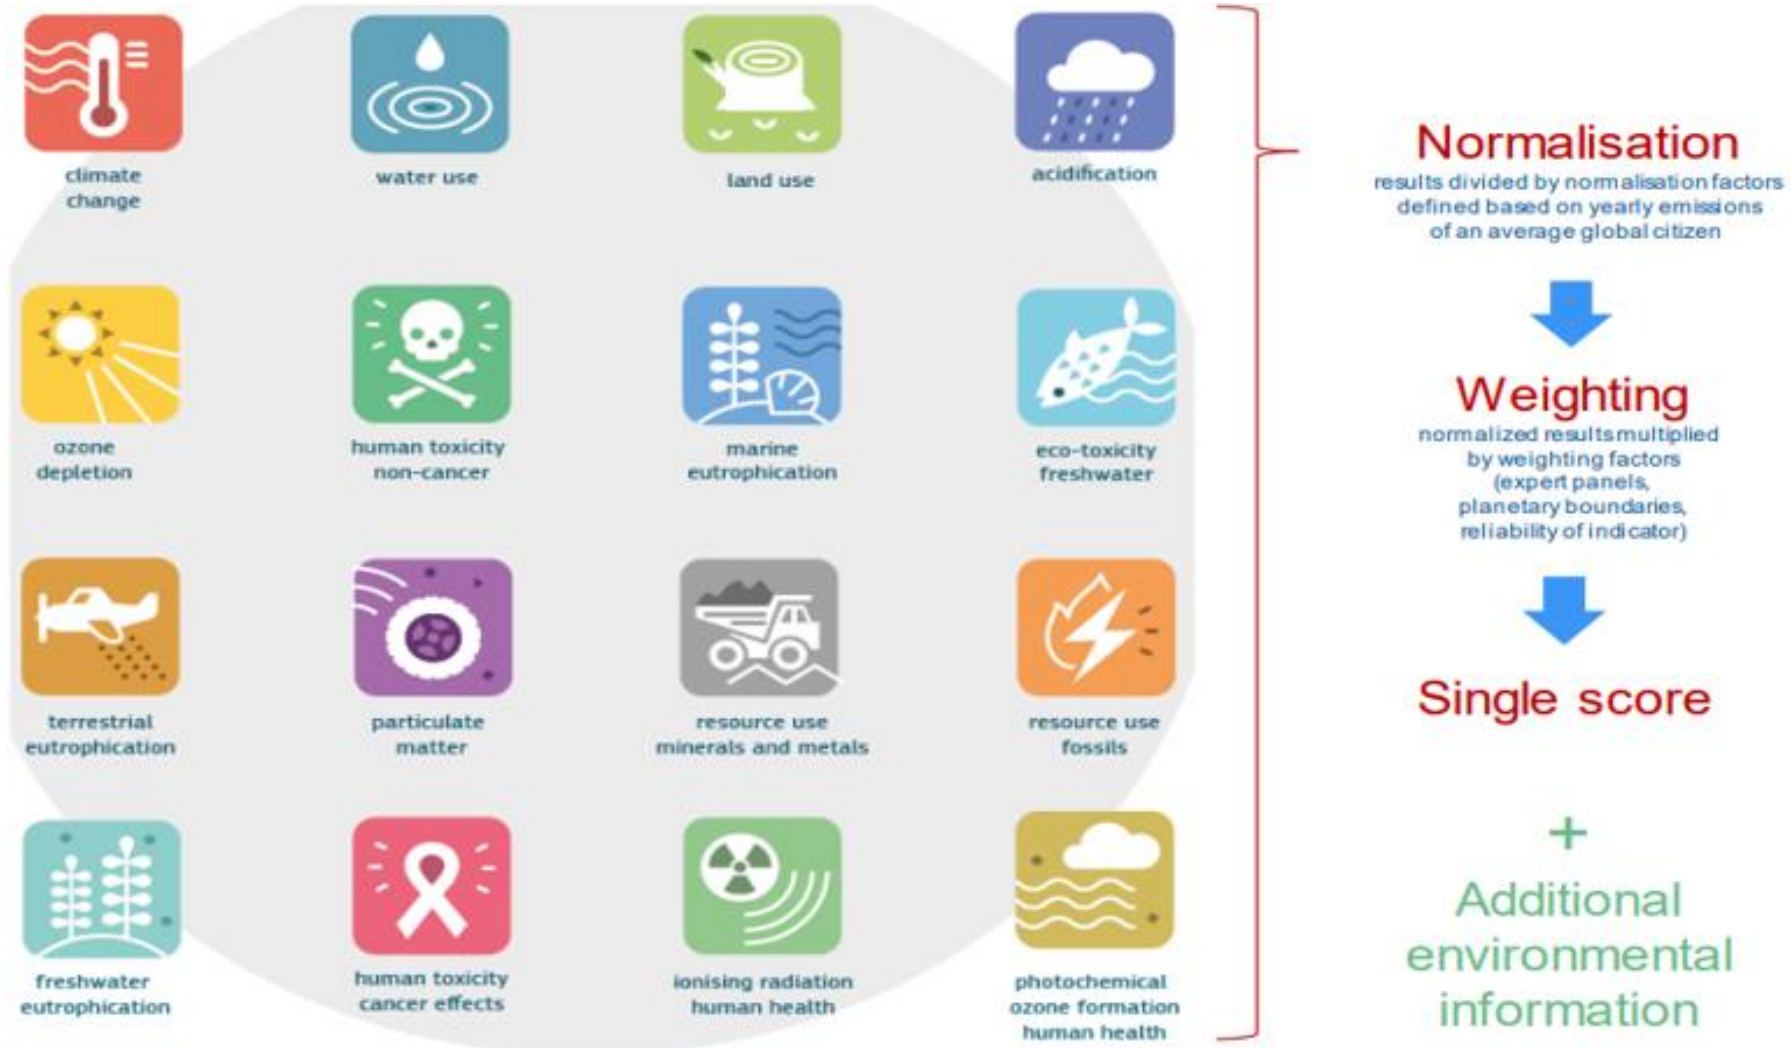 climate
change
water use
land use
acidification
ozone
depletion
human toxicity
non-cancer
marine
eutrophication
eco-toxicity
freshwater
terrestrial
eutrophication
particulate
matter
resource use
minerals and metals
resource use
fossils
freshwater
eutrophication
human toxicity
cancer effects
ionising radiation
human health
photochemical
ozone formation
human health
Normalisation
results divided by normalisation factors
defined based on yearly emissions
of an average global citizen
Weighting
normalized results multiplied
by weighting factors
(expert panels,
planetary boundaries,
reliability of indicator)
Single score
+
Additional
environmental
information